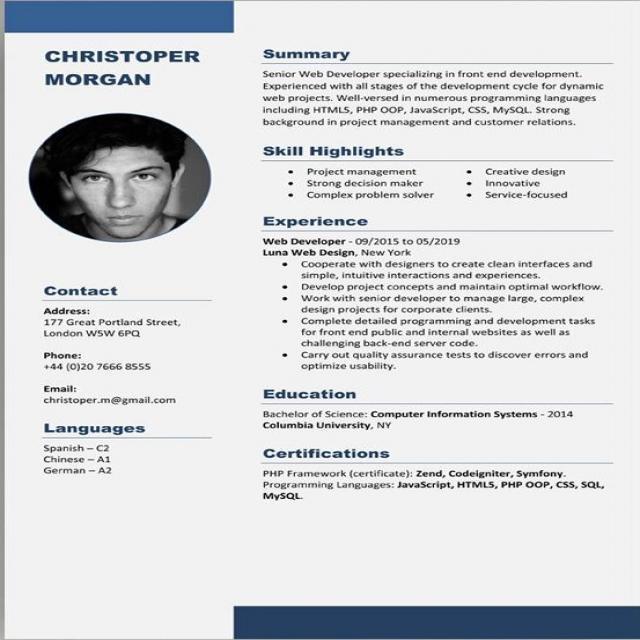 CHRISTOPER
MORGAN
Contact
Address:
177 Great Portland Street,
London W5W 6PQ
Phone:
+44 (0)20 7666 8555
Email:
christoper.m@gmail.com
Languages
Spanish – C2
Chinese – A1
German – A2
Summary
Senior Web Developer specializing in front end development.
Experienced with all stages of the development cycle for dynamic
web projects. Well-versed in numerous programming languages
including HTML5, PHP OOP, JavaScript, CSS, MySQL. Strong
background in project management and customer relations.
Skill Highlights
• Project management
• Strong decision maker
• Complex problem solver
• Creative design
• Innovative
• Service-focused
Experience
Web Developer - 09/2015 to 05/2019
Luna Web Design, New York
• Cooperate with designers to create clean interfaces and
simple, intuitive interactions and experiences.
• Develop project concepts and maintain optimal workflow.
• Work with senior developer to manage large, complex
design projects for corporate clients.
• Complete detailed programming and development tasks
for front end public and internal websites as well as
challenging back-end server code.
• Carry out quality assurance tests to discover errors and
optimize usability.
Education
Bachelor of Science: Computer Information Systems - 2014
Columbia University, NY
Certifications
PHP Framework (certificate): Zend, Codeigniter, Symfony.
Programming Languages: JavaScript, HTML5, PHP OOP, CSS, SQL,
MySQL.